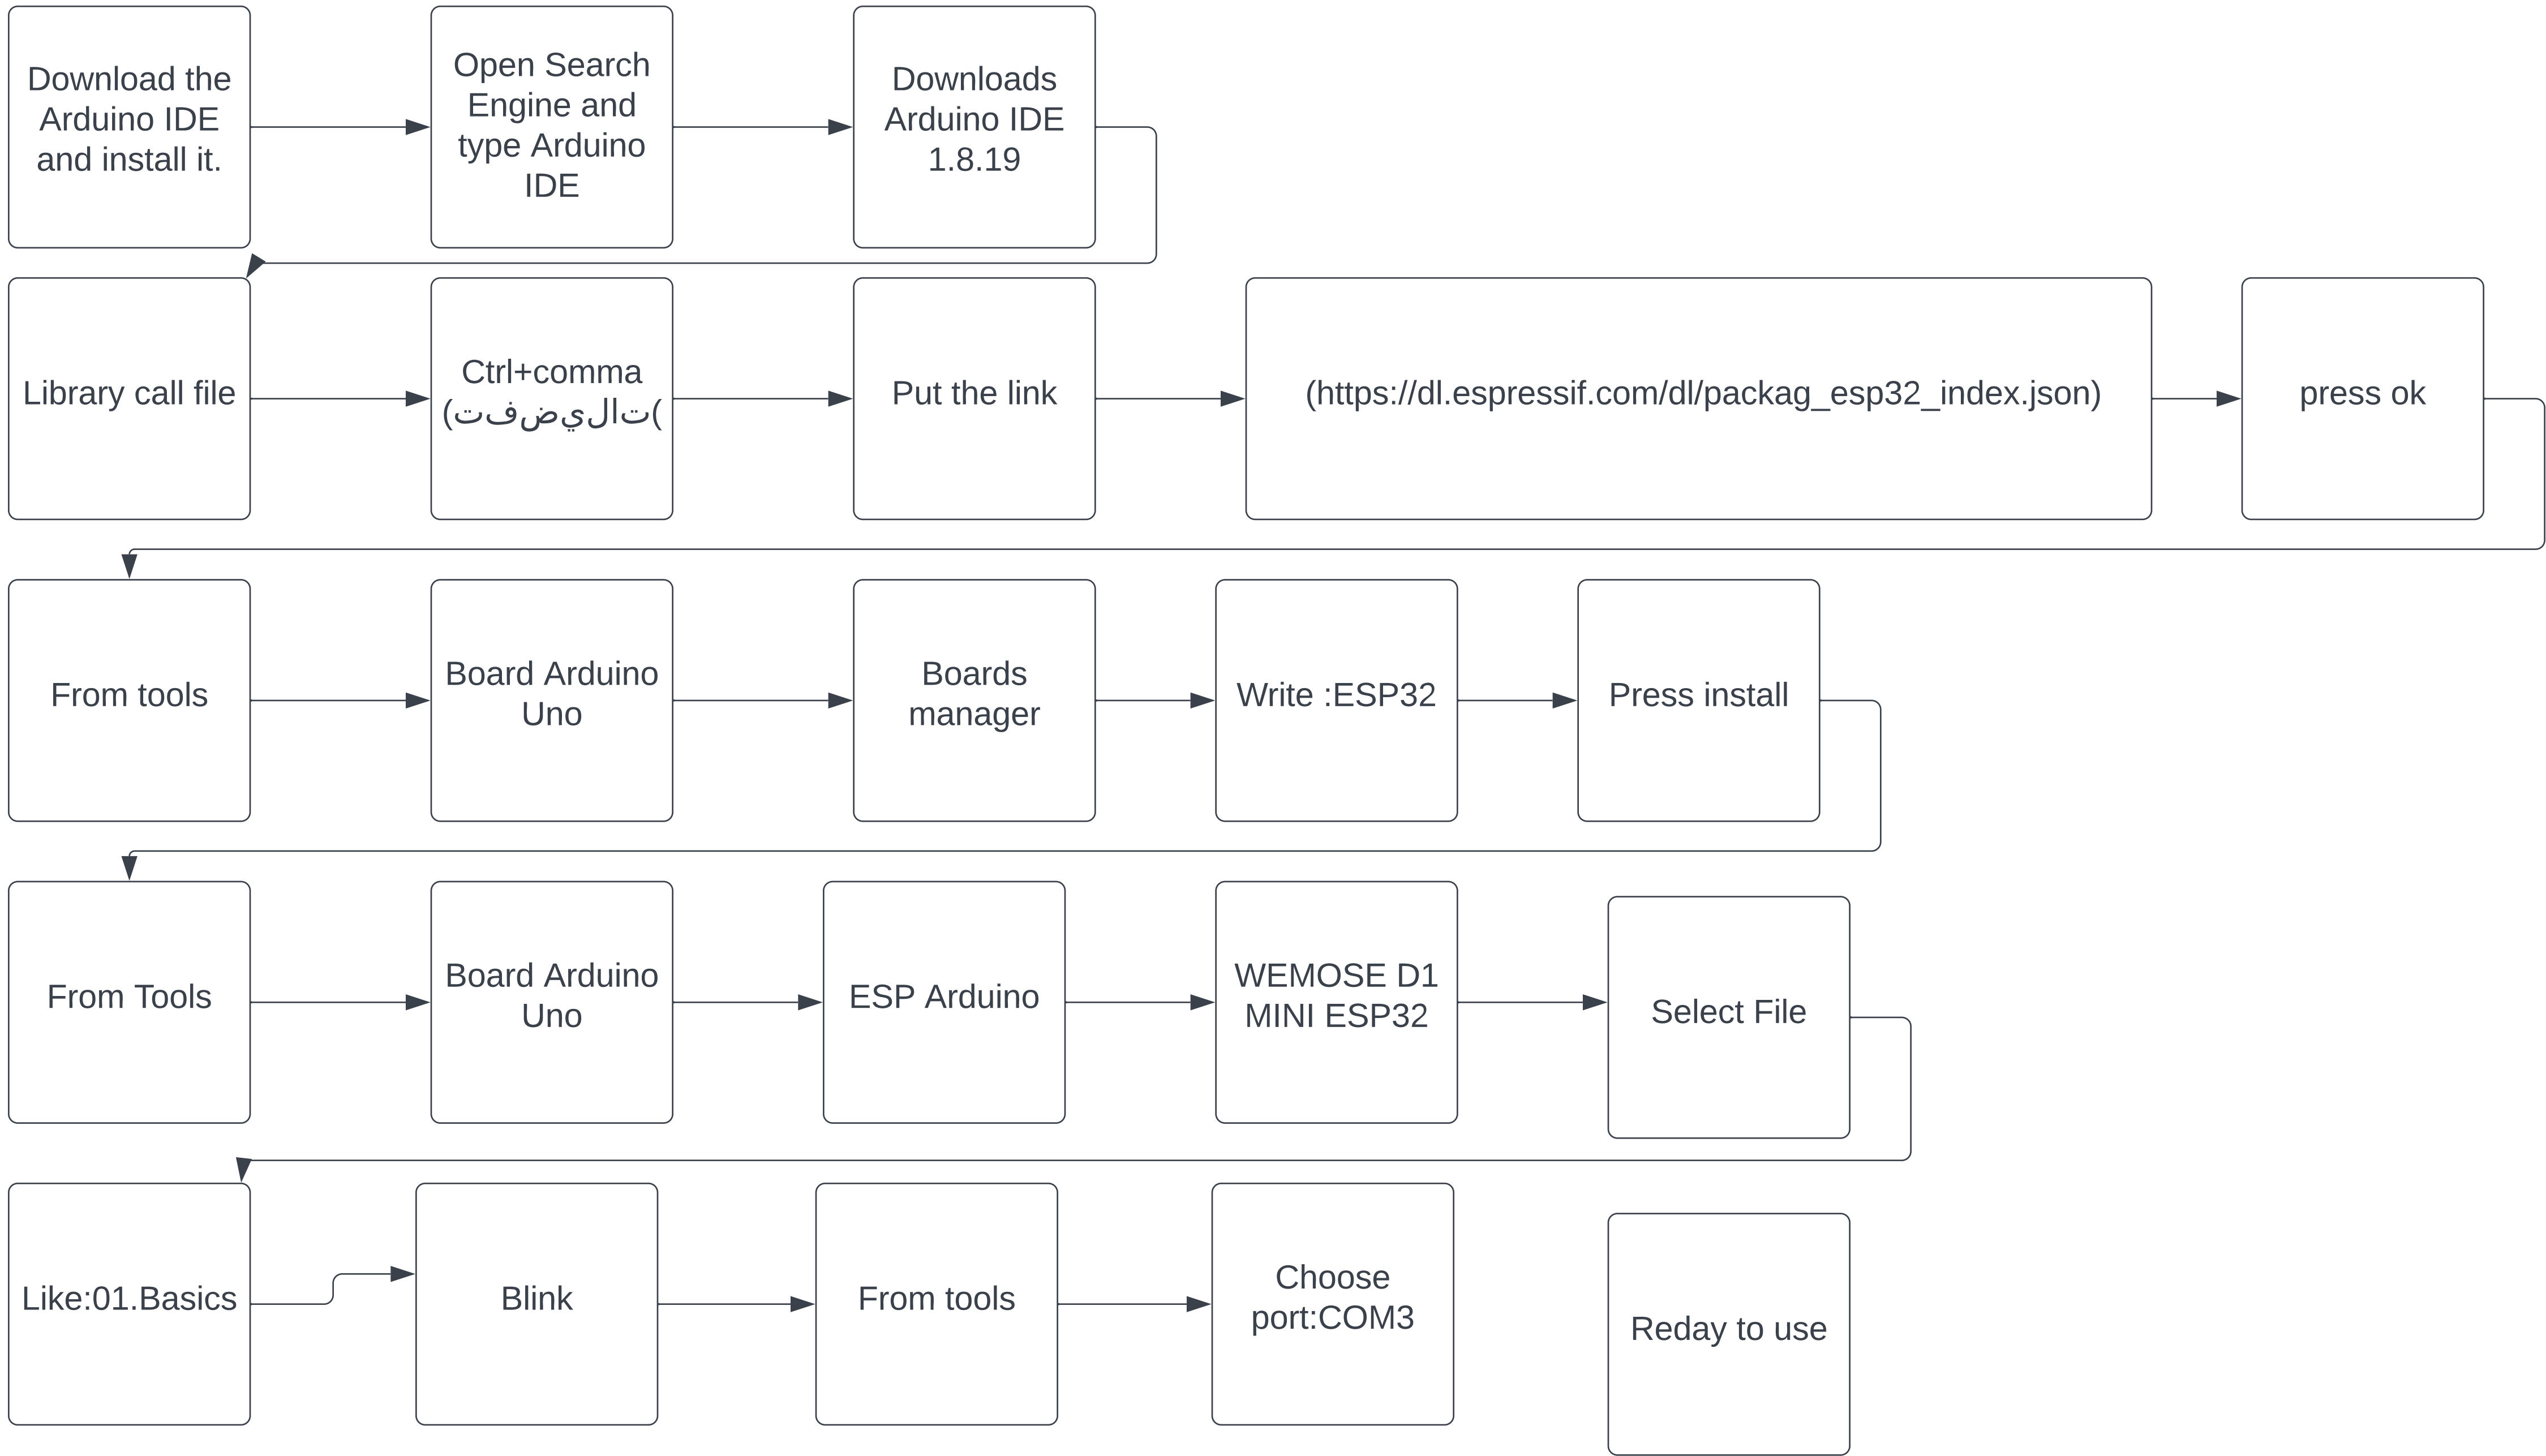 Download the
Arduino IDE
and install it.
Open Search
Engine and
type Arduino
IDE
Downloads
Arduino IDE
1.8.19
Library call file
Ctrl+comma
(تفضيلات(
Put the link
(https://dl.espressif.com/dl/packag_esp32_index.json)
press ok
From tools
Board Arduino
Uno
Boards
manager
Write :ESP32
Press install
From Tools
Board Arduino
Uno
ESP Arduino
WEMOSE D1
MINI ESP32
Select File
Like:01.Basics
Blink
From tools
Choose
port:COM3
Reday to use